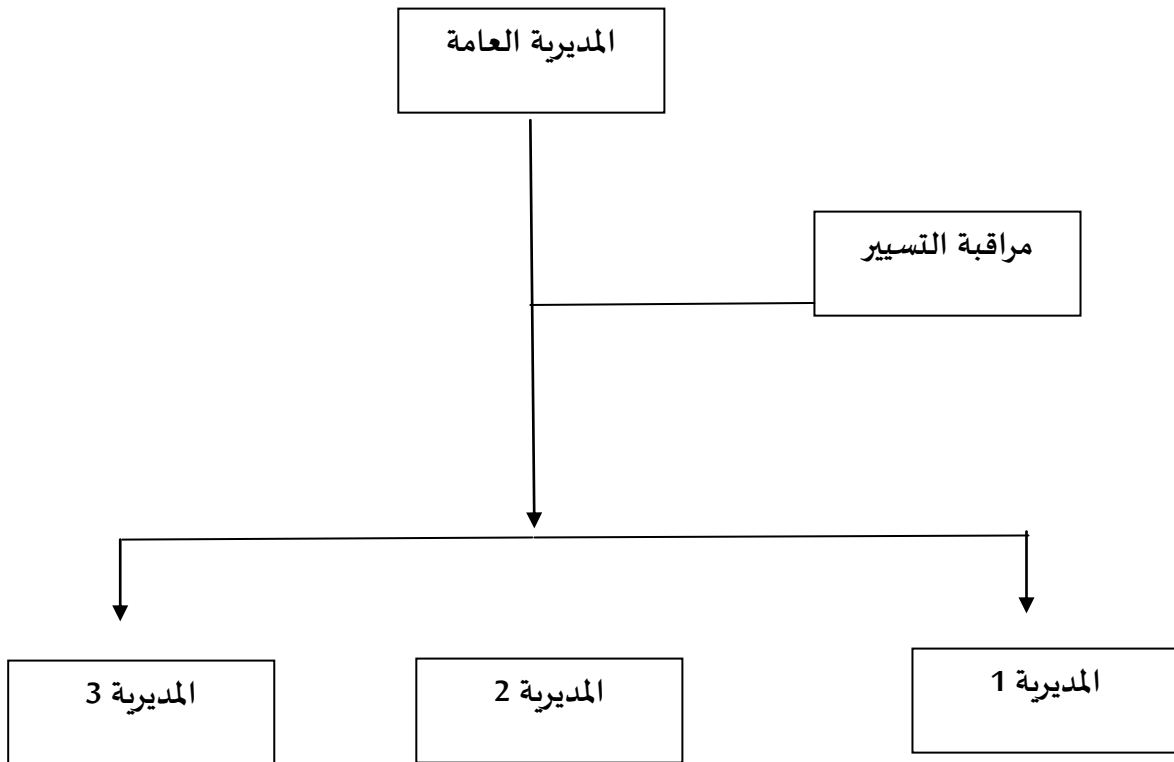 المديرية العامة
مراقبة التسيير
المديرية 1
المديرية 2
المديرية 3